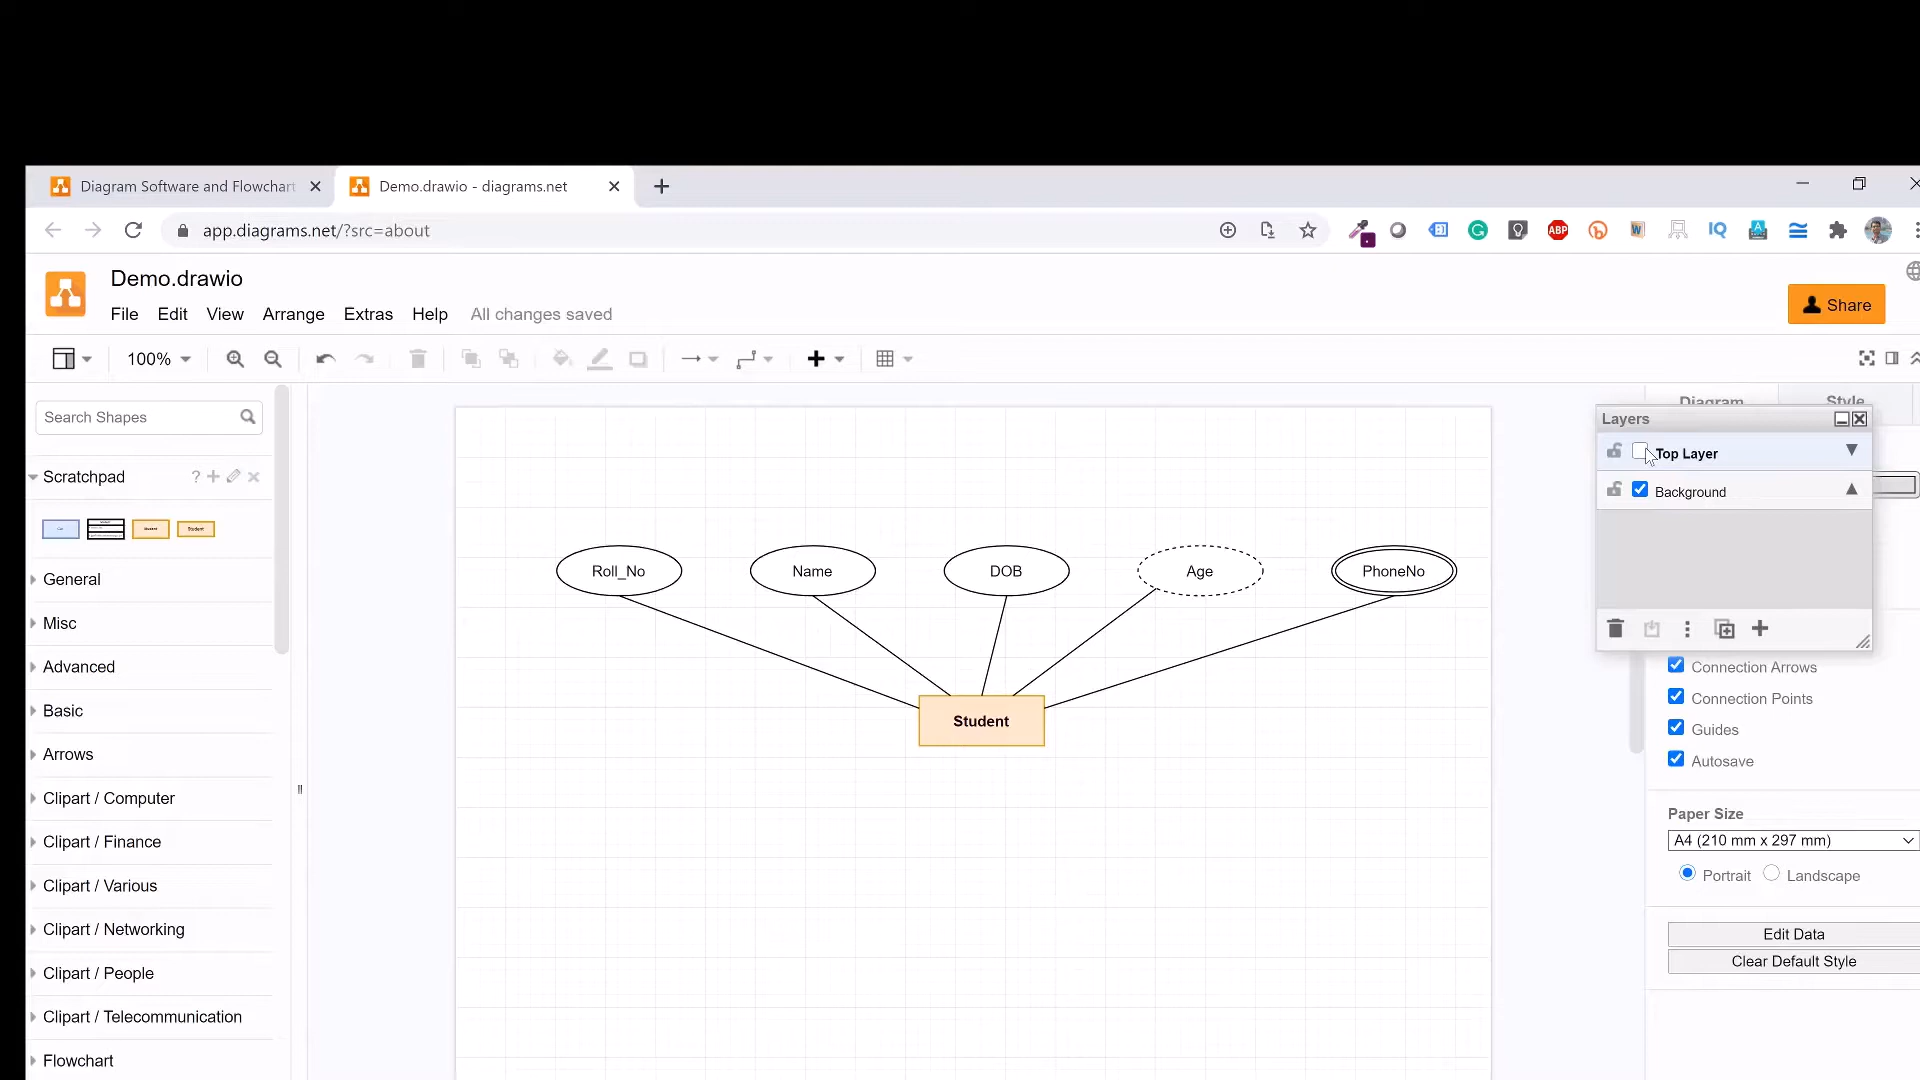 Diagram Software and Flowchart
Demo.drawio - diagrams.net
app.diagrams.net/?src=about
ABP
W
IQ
A
Demo.drawio
File Edit View Arrange Extras Help All changes saved
Share
100%
Search Shapes
Diagram Style
Layers
Top Layer
Background
Scratchpad ?
Student
Student
General
Misc
Advanced
Basic
Arrows
Clipart / Computer
Clipart / Finance
Clipart / Various
Clipart / Networking
Clipart / People
Clipart / Telecommunication
Flowchart
Roll_No Name DOB Age PhoneNo
Student
Connection Arrows
Connection Points
Guides
Autosave
Paper Size
A4 (210 mm x 297 mm)
Portrait Landscape
Edit Data
Clear Default Style